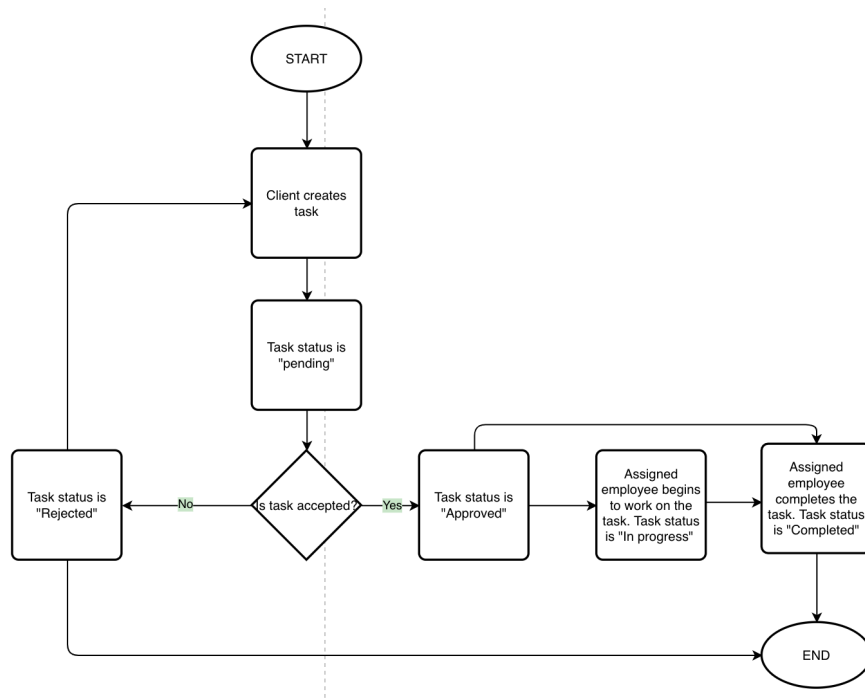 START
Client creates
task
Task status is
"pending"
Is task accepted?
No
Yes
Task status is
"Rejected"
Task status is
"Approved"
Assigned
employee begins
to work on the
task. Task status
is "In progress"
Assigned
employee
completes the
task. Task status
is "Completed"
END